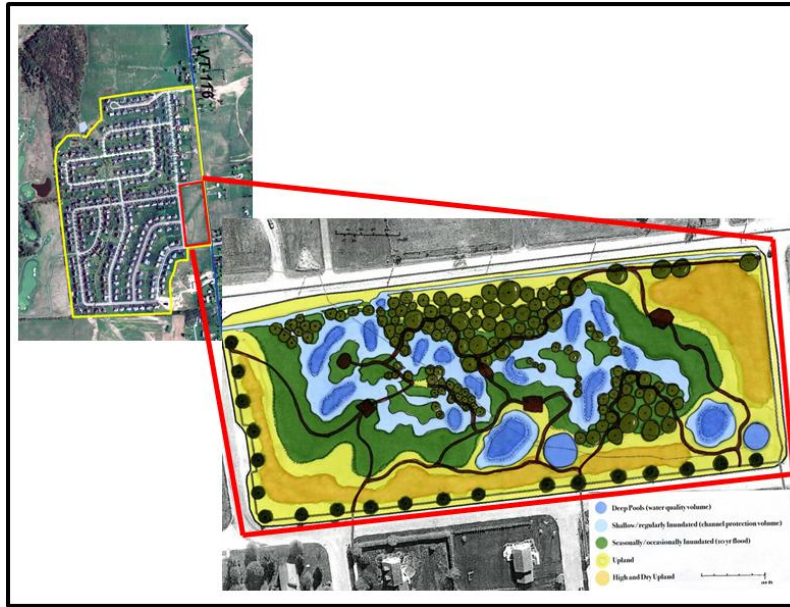 VT-116
Deep Pools (water quality volume)
Shallow/regularly Inundated (channel protection volume)
Seasonally/occasionally Inundated (10 yr flood)
Upland
High and Dry Upland